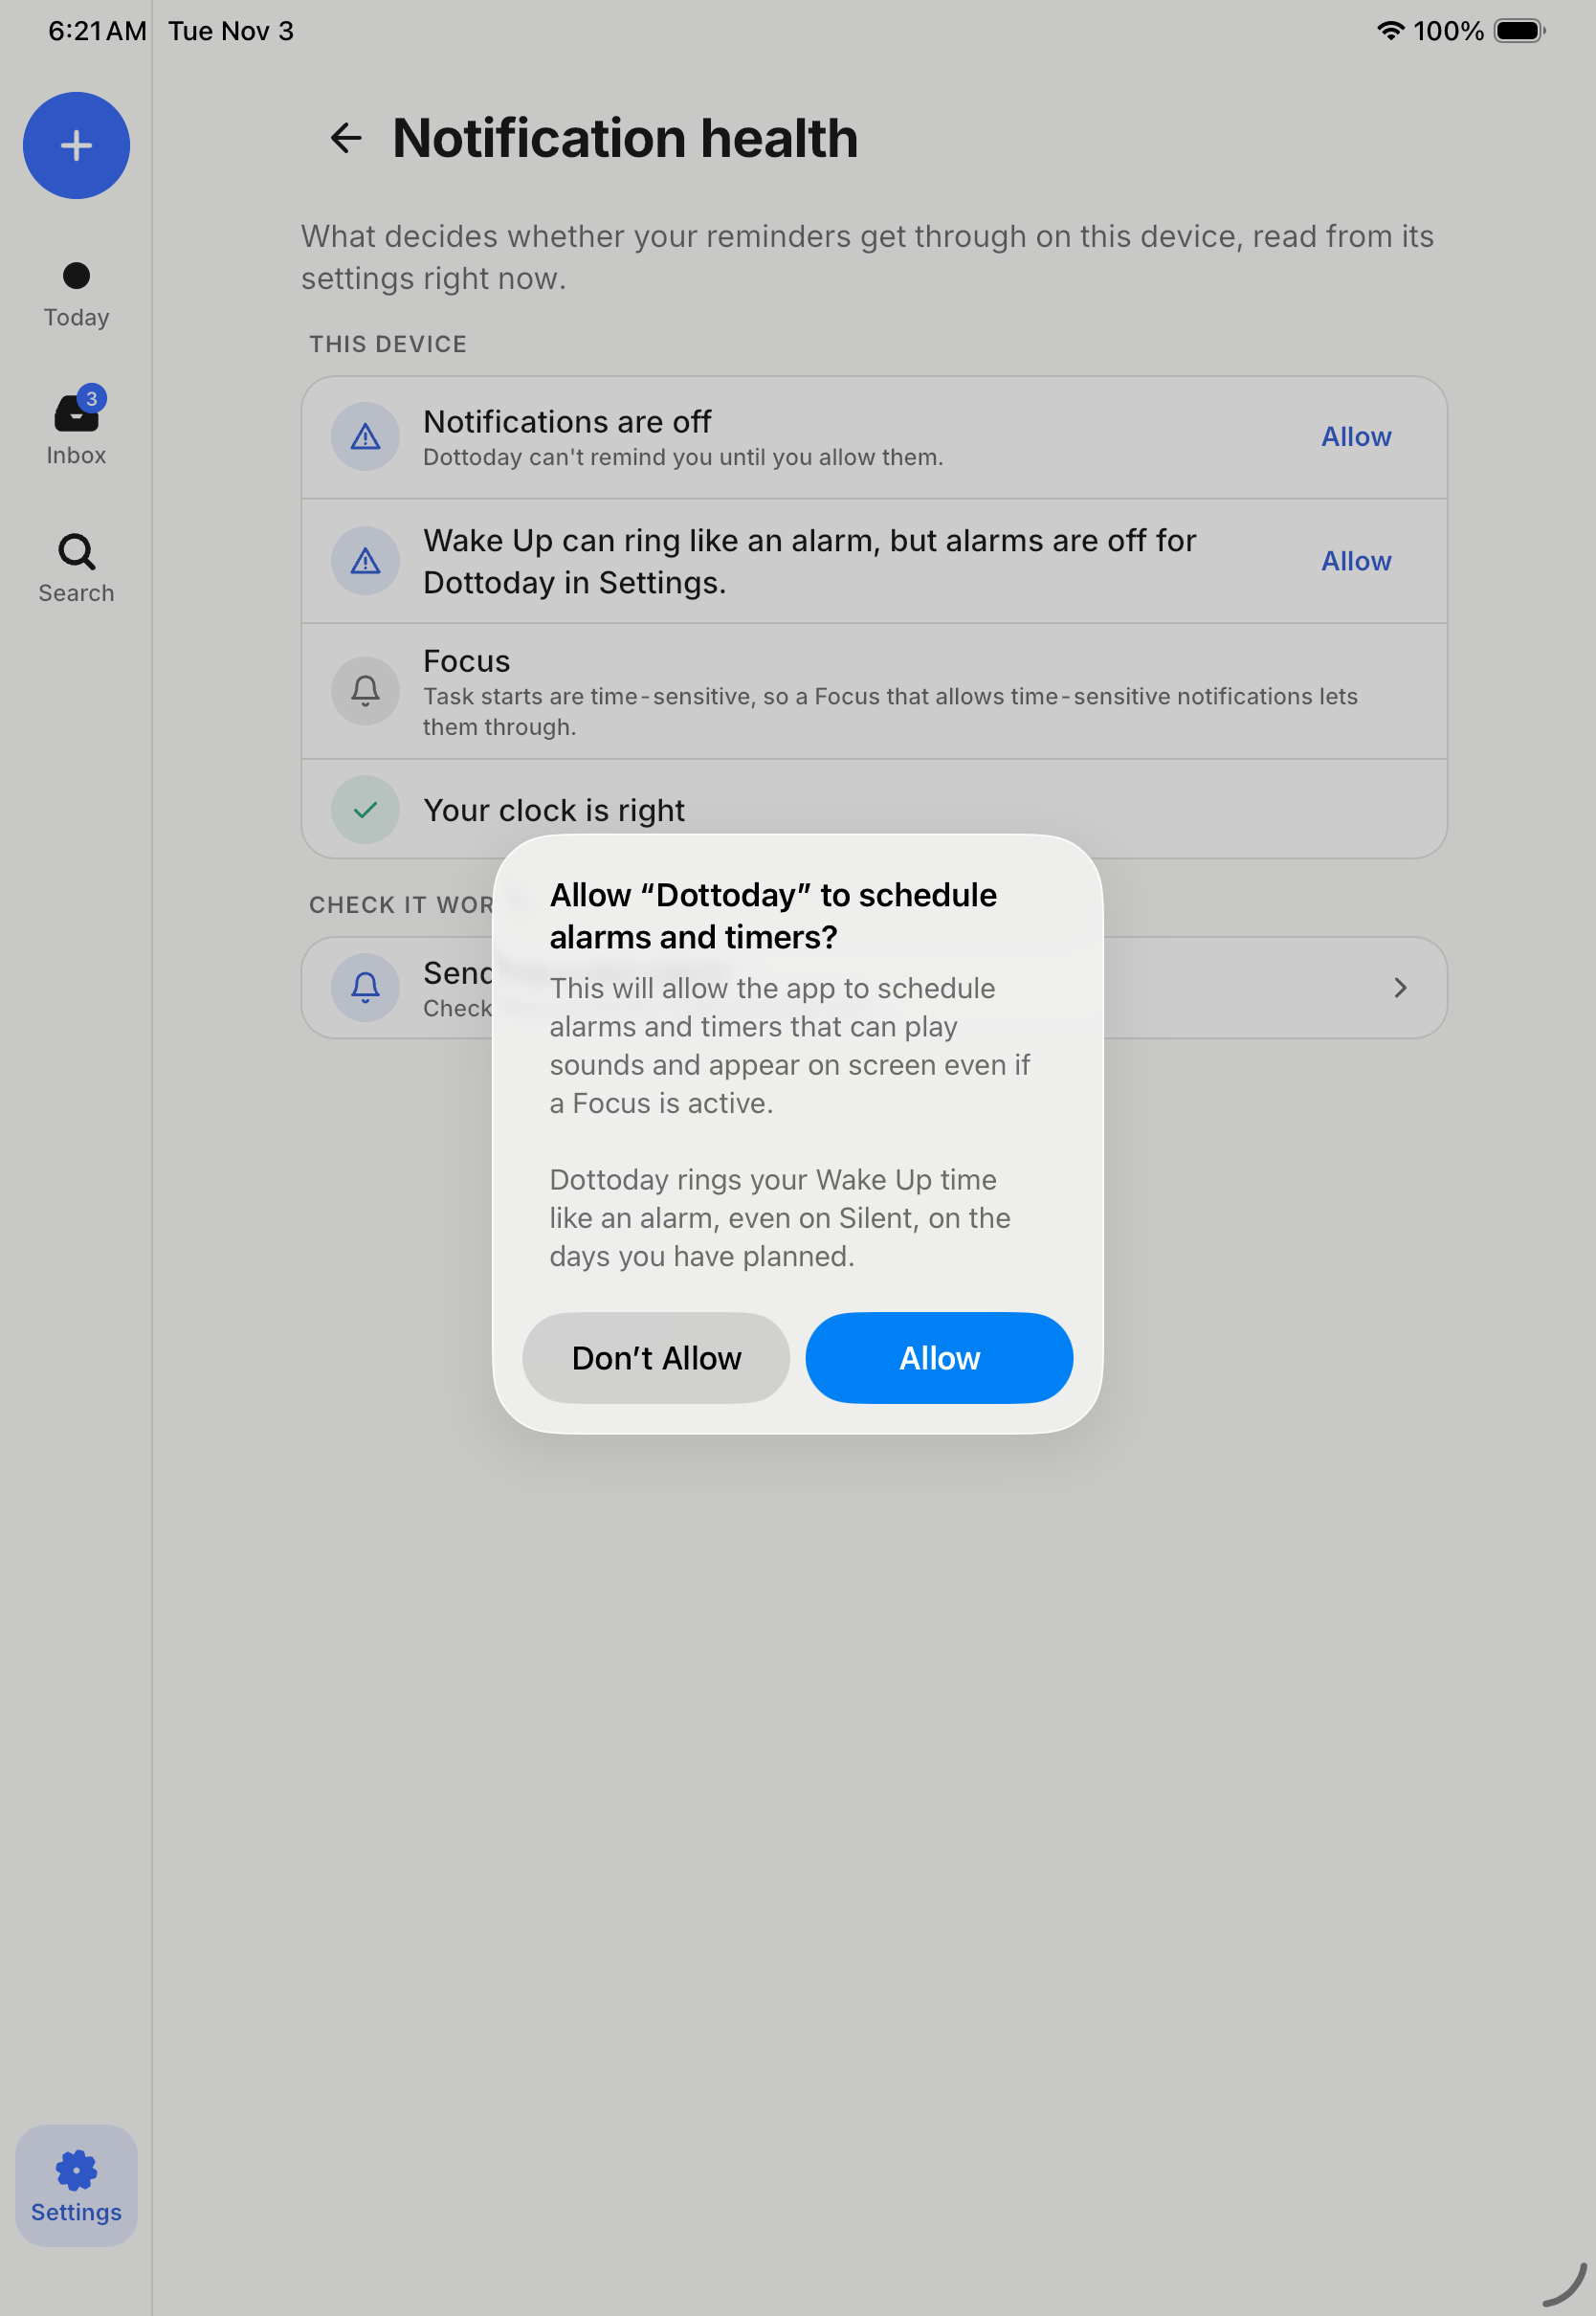 6:21 AM Tue Nov 3
100%
Notification health
What decides whether your reminders get through on this device, read from its
settings right now.
Today
3
Inbox
Search
THIS DEVICE
Notifications are off
Dottoday can't remind you until you allow them.
Allow
Wake Up can ring like an alarm, but alarms are off for
Dottoday in Settings.
Allow
Focus
Task starts are time-sensitive, so a Focus that allows time-sensitive notifications lets
them through.
Your clock is right
CHECK IT
Send
Check
Allow “Dottoday” to schedule
alarms and timers?
This will allow the app to schedule
alarms and timers that can play
sounds and appear on screen even if
a Focus is active.
Dottoday rings your Wake Up time
like an alarm, even on Silent, on the
days you have planned.
Don’t Allow
Allow
Settings